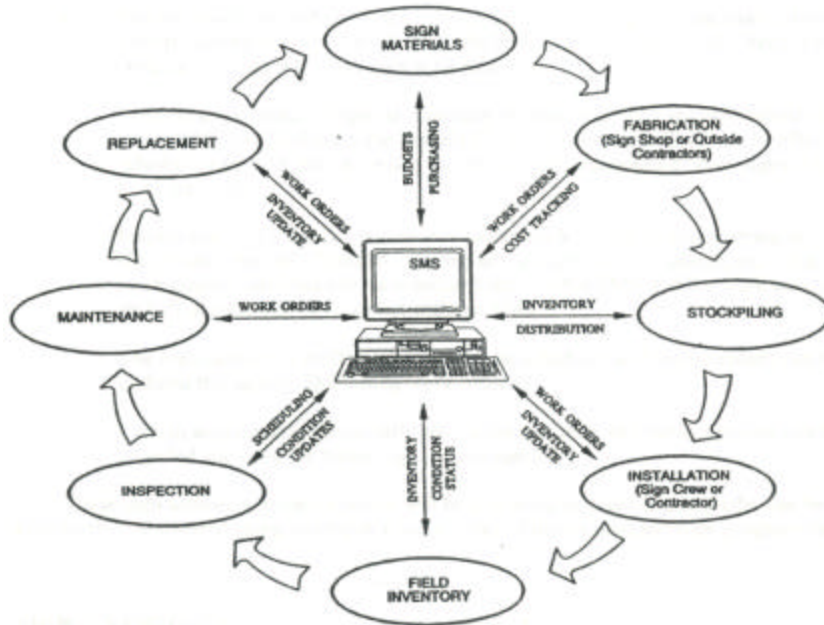 SIGN
MATERIALS
REPLACEMENT
FABRICATION
(Sign Shop or Outside
Contractors)
BUDGETS
PURCHASING
WORK ORDERS
INVENTORY
UPDATE
WORK ORDERS
COST TRACKING
SMS
MAINTENANCE
WORK ORDERS
INVENTORY
DISTRIBUTION
STOCKPILING
SCHEDULING
CONDITION
UPDATES
INVENTORY
CONDITION
STATUS
WORK ORDERS
INVENTORY
UPDATE
INSPECTION
INSTALLATION
(Sign Crew or
Contractor)
FIELD
INVENTORY